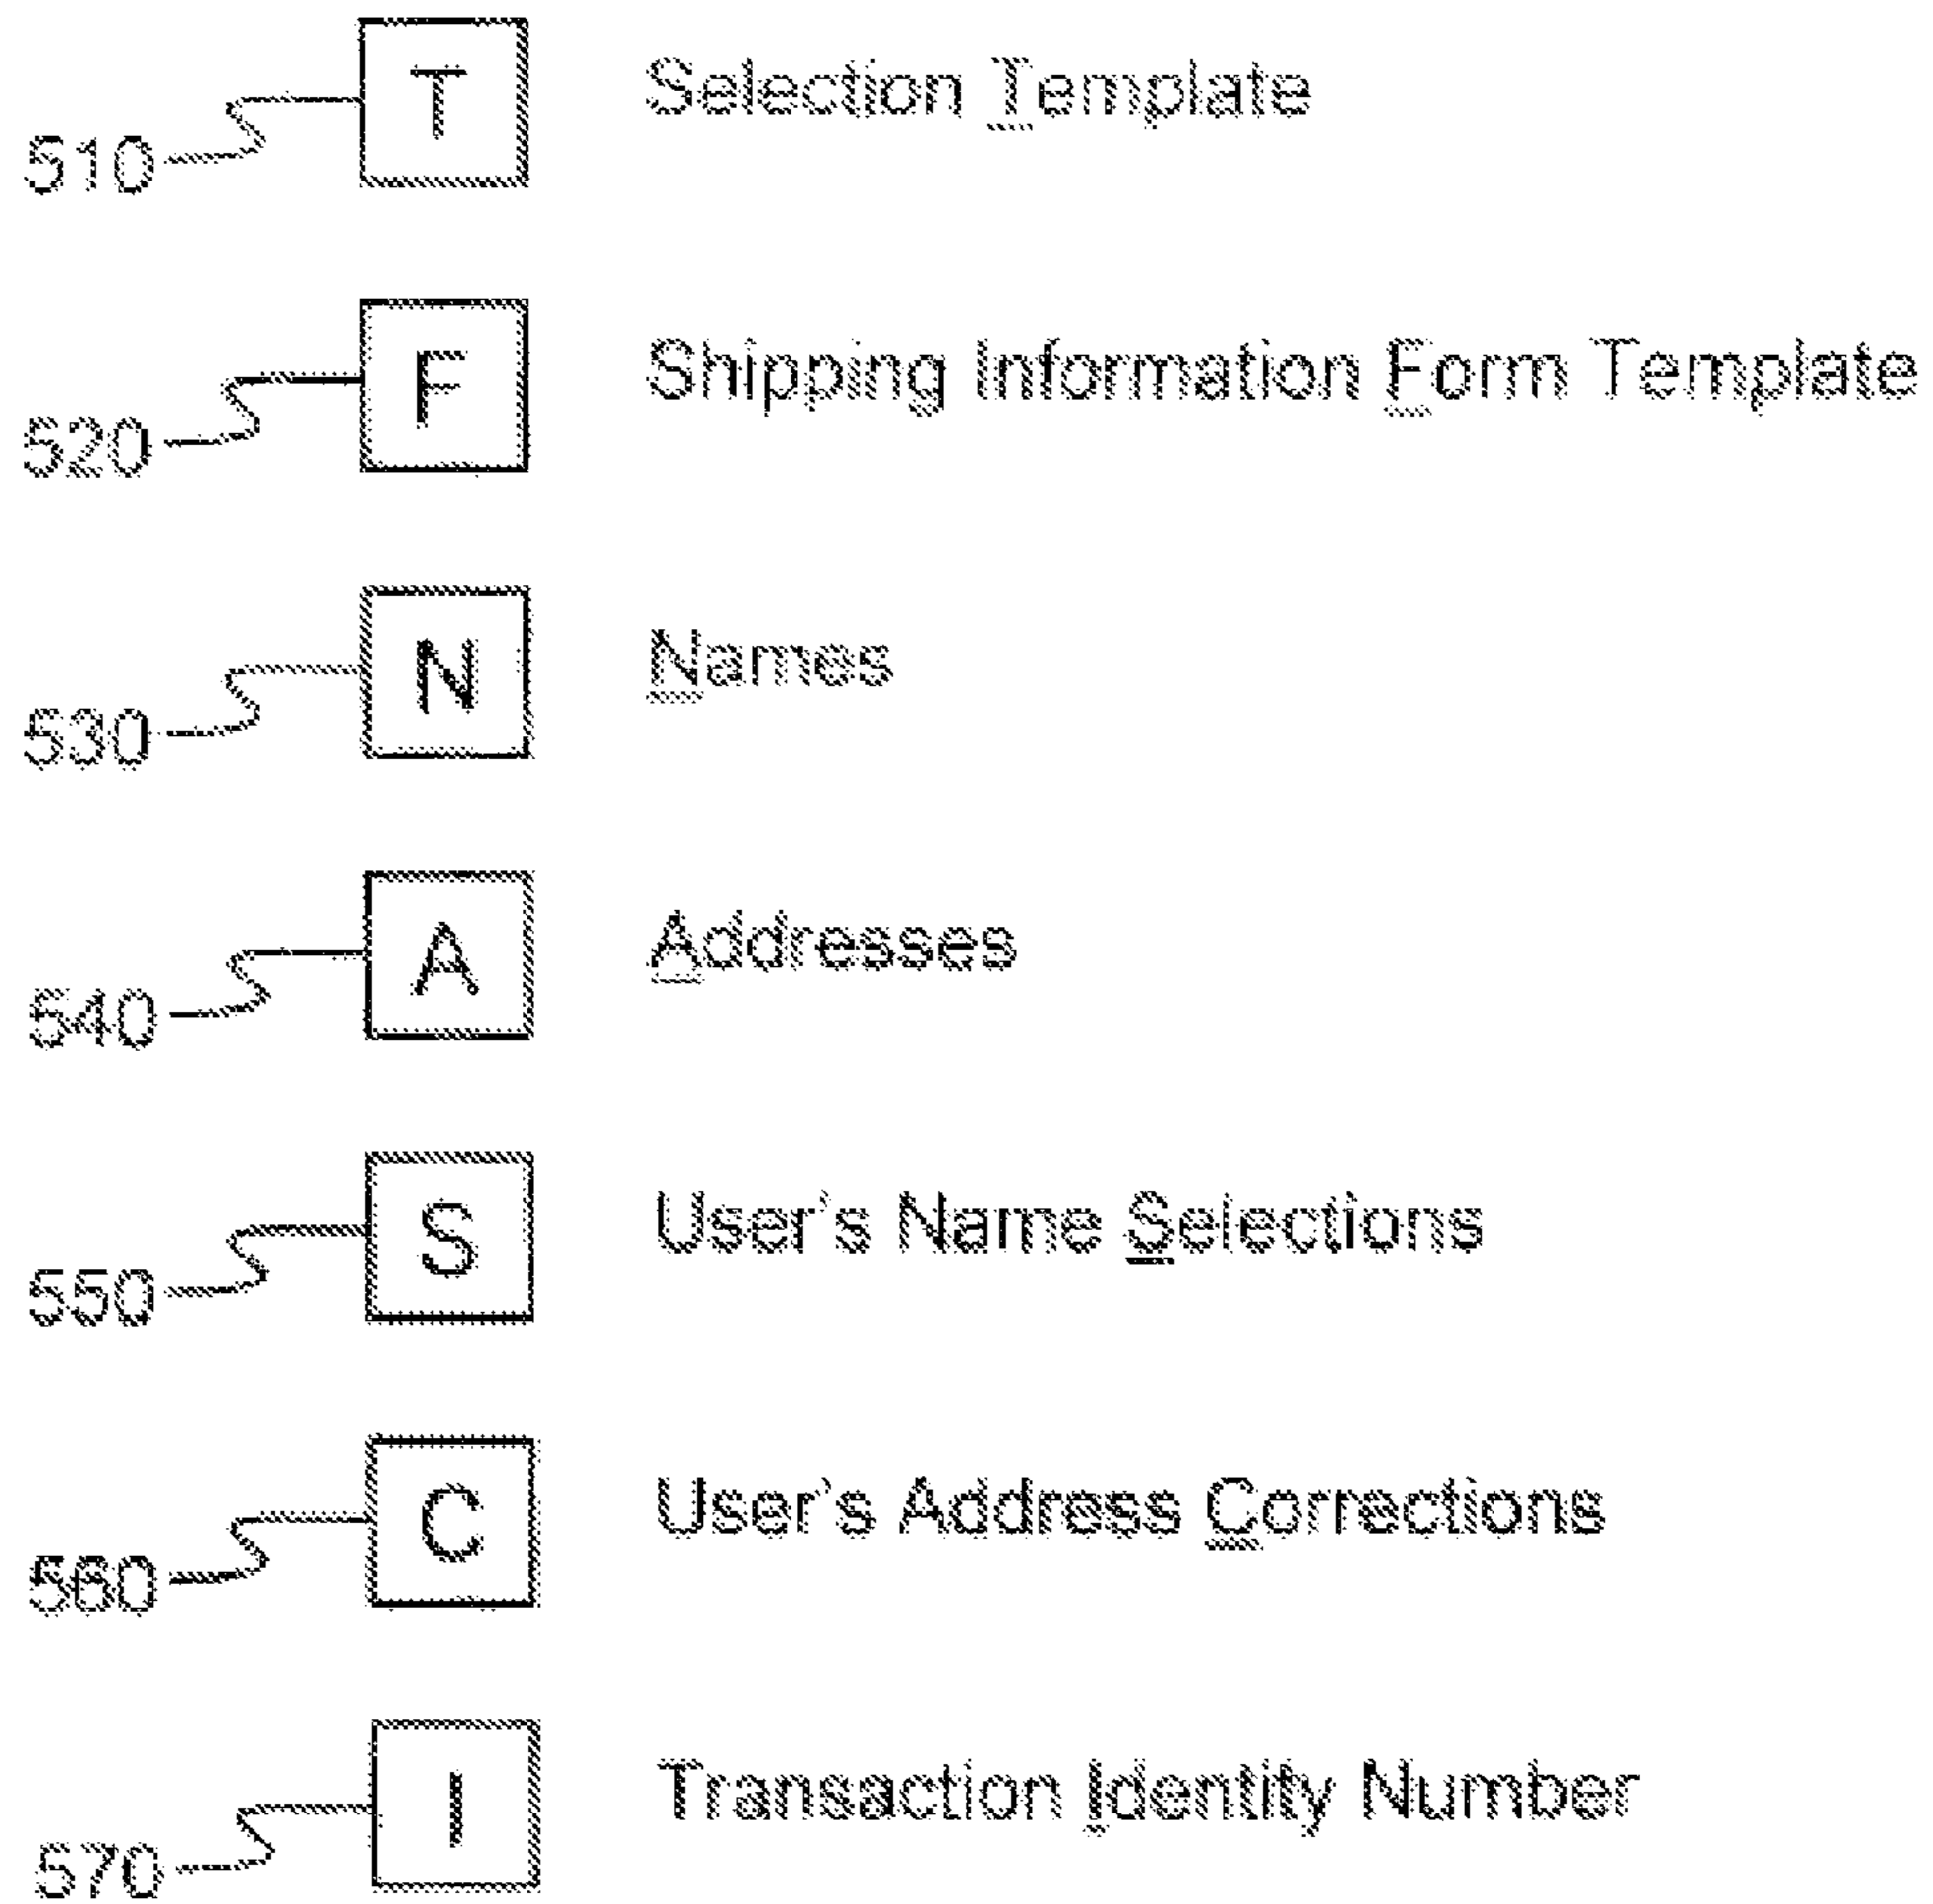 T Selection Template
510
F Shipping Information Form Template
520
N Names
530
A Addresses
540
S User's Name Selections
550
C User's Address Corrections
560
I Transaction Identity Number
570